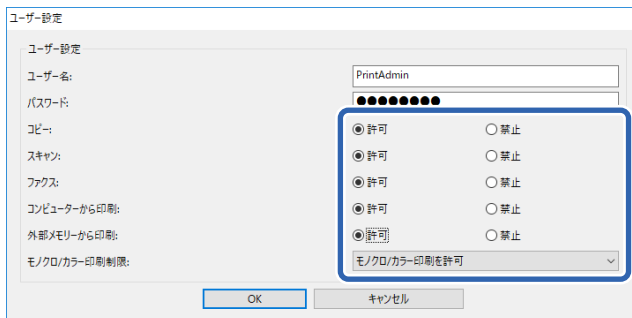 ユーザー設定
ユーザー設定
ユーザー名: PrintAdmin
パスワード: ●●●●●●●●
コピー: 許可 禁止
スキャン: 許可 禁止
ファクス: 許可 禁止
コンピューターから印刷: 許可 禁止
外部メモリーから印刷: 許可 禁止
モノクロ/カラー印刷制限: モノクロ/カラー印刷を許可
OK キャンセル